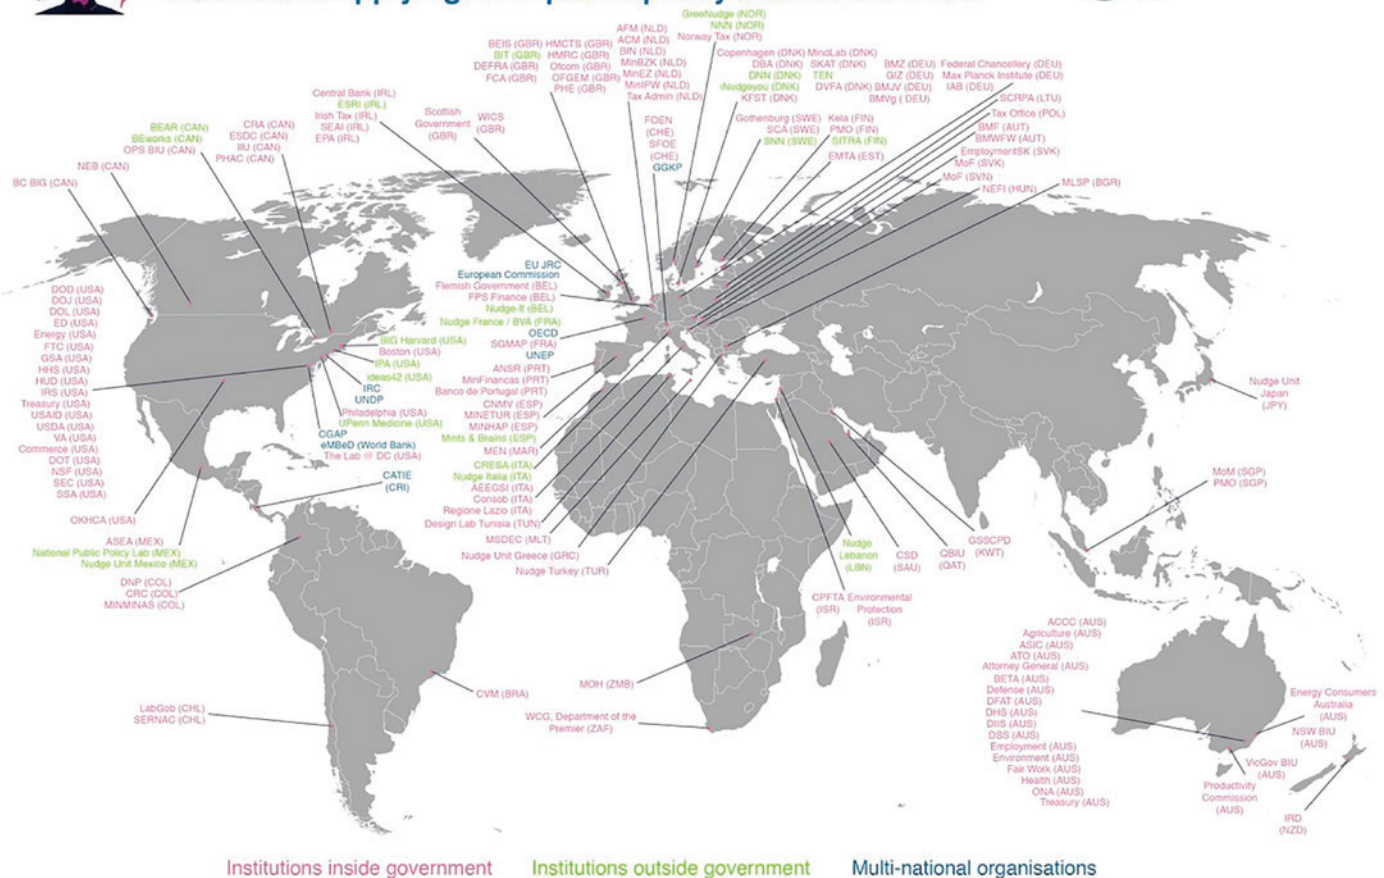 GreeNudge (NOR)
NNN (NOR)
Norway Tax (NOR)
AFM (NLD)
ACM (NLD)
BIN (NLD)
MinBZK (NLD)
MinEZ (NLD)
MinIPW (NLD)
Tax Admin (NLD)
BEIS (GBR) HMCTS (GBR)
BIT (GBR) HMRC (GBR)
DEFRA (GBR) Ofcom (GBR)
FCA (GBR) OFGEM (GBR)
PHE (GBR)
Copenhagen (DNK) MindLab (DNK)
DBA (DNK) SKAT (DNK)
DNN (DNK) TEN
iNudgeyou (DNK) DVFA (DNK)
KFST (DNK)
BMZ (DEU) Federal Chancellery (DEU)
GIZ (DEU) Max Planck Institute (DEU)
BMJV (DEU) IAB (DEU)
BMVg ( DEU)
SCRPA (LTU)
Tax Office (POL)
BMF (AUT)
BMWFW (AUT)
EmploymentSK (SVK)
MoF (SVK)
MoF (SVN)
NEFI (HUN)
MLSP (BGR)
Central Bank (IRL)
ESRI (IRL)
Irish Tax (IRL)
SEAI (IRL)
EPA (IRL)
Scottish
Government
(GBR)
WICS
(GBR)
FOEN
(CHE)
SFOE
(CHE)
GGKP
Gothenburg (SWE)
SCA (SWE)
SNN (SWE)
Kela (FIN)
PMO (FIN)
SITRA (FIN)
EMTA (EST)
BEAR (CAN)
BEworks (CAN)
OPS BIU (CAN)
CRA (CAN)
ESDC (CAN)
IIU (CAN)
PHAC (CAN)
NEB (CAN)
BC BIG (CAN)
DOD (USA)
DOJ (USA)
DOL (USA)
ED (USA)
Energy (USA)
FTC (USA)
GSA (USA)
HHS (USA)
HUD (USA)
IRS (USA)
Treasury (USA)
USAID (USA)
USDA (USA)
VA (USA)
Commerce (USA)
DOT (USA)
NSF (USA)
SEC (USA)
SSA (USA)
OKHCA (USA)
BIG Harvard (USA)
Boston (USA)
IPA (USA)
ideas42 (USA)
IRC
UNDP
Philadelphia (USA)
UPenn Medicine (USA)
CGAP
eMBeD (World Bank)
The Lab @ DC (USA)
CATIE
(CRI)
ASEA (MEX)
National Public Policy Lab (MEX)
Nudge Unit Mexico (MEX)
DNP (COL)
CRC (COL)
MINMINAS (COL)
LabGob (CHL)
SERNAC (CHL)
CVM (BRA)
EU JRC
European Commission
Flemish Government (BEL)
FPS Finance (BEL)
Nudge-It (BEL)
Nudge France / BVA (FRA)
OECD
SGMAP (FRA)
UNEP
ANSR (PRT)
MinFinancas (PRT)
Banco de Portugal (PRT)
CNMV (ESP)
MINETUR (ESP)
MINHAP (ESP)
Mints & Brains (ESP)
MEN (MAR)
CRESA (ITA)
Nudge Italia (ITA)
AEEGSI (ITA)
Consob (ITA)
Regione Lazio (ITA)
Design Lab Tunisia (TUN)
MSDEC (MLT)
Nudge Unit Greece (GRC)
Nudge Turkey (TUR)
MOH (ZMB)
WCG, Department of the
Premier (ZAF)
Nudge
Lebanon
(LBN)
CPFTA
(ISR)
Environmental
Protection
(ISR)
CSD
(SAU)
QBIU
(QAT)
GSSCPD
(KWT)
Nudge Unit
Japan
(JPY)
MoM (SGP)
PMO (SGP)
ACCC (AUS)
Agriculture (AUS)
ASIC (AUS)
ATO (AUS)
Attorney General (AUS)
BETA (AUS)
Defense (AUS)
DFAT (AUS)
DHS (AUS)
DIIS (AUS)
DSS (AUS)
Employment (AUS)
Environment (AUS)
Fair Work (AUS)
Health (AUS)
ONA (AUS)
Treasury (AUS)
Energy Consumers
Australia
(AUS)
NSW BIU
(AUS)
VicGov BIU
(AUS)
Productivity
Commission
(AUS)
IRD
(NZD)
Institutions inside government Institutions outside government Multi-national organisations